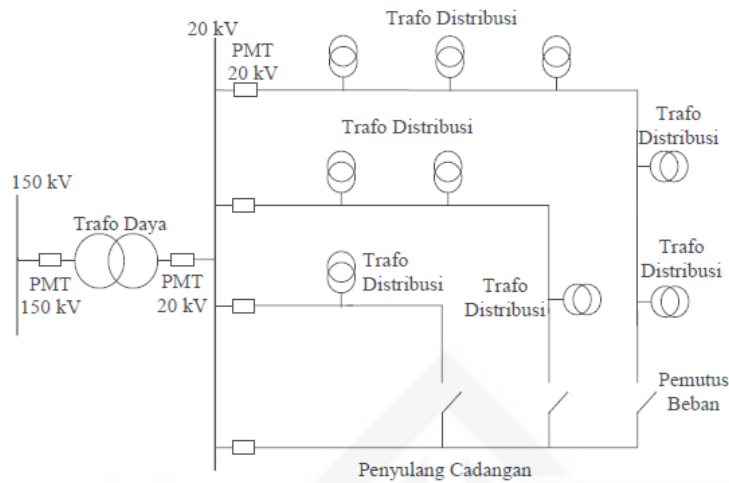 20 kV
Trafo Distribusi
PMT
20 kV
Trafo
Distribusi
Trafo Distribusi
150 kV
Trafo Daya
PMT
150 kV
PMT
20 kV
Trafo
Distribusi
Trafo
Distribusi
Trafo
Distribusi
Pemutus
Beban
Penyulang Cadangan